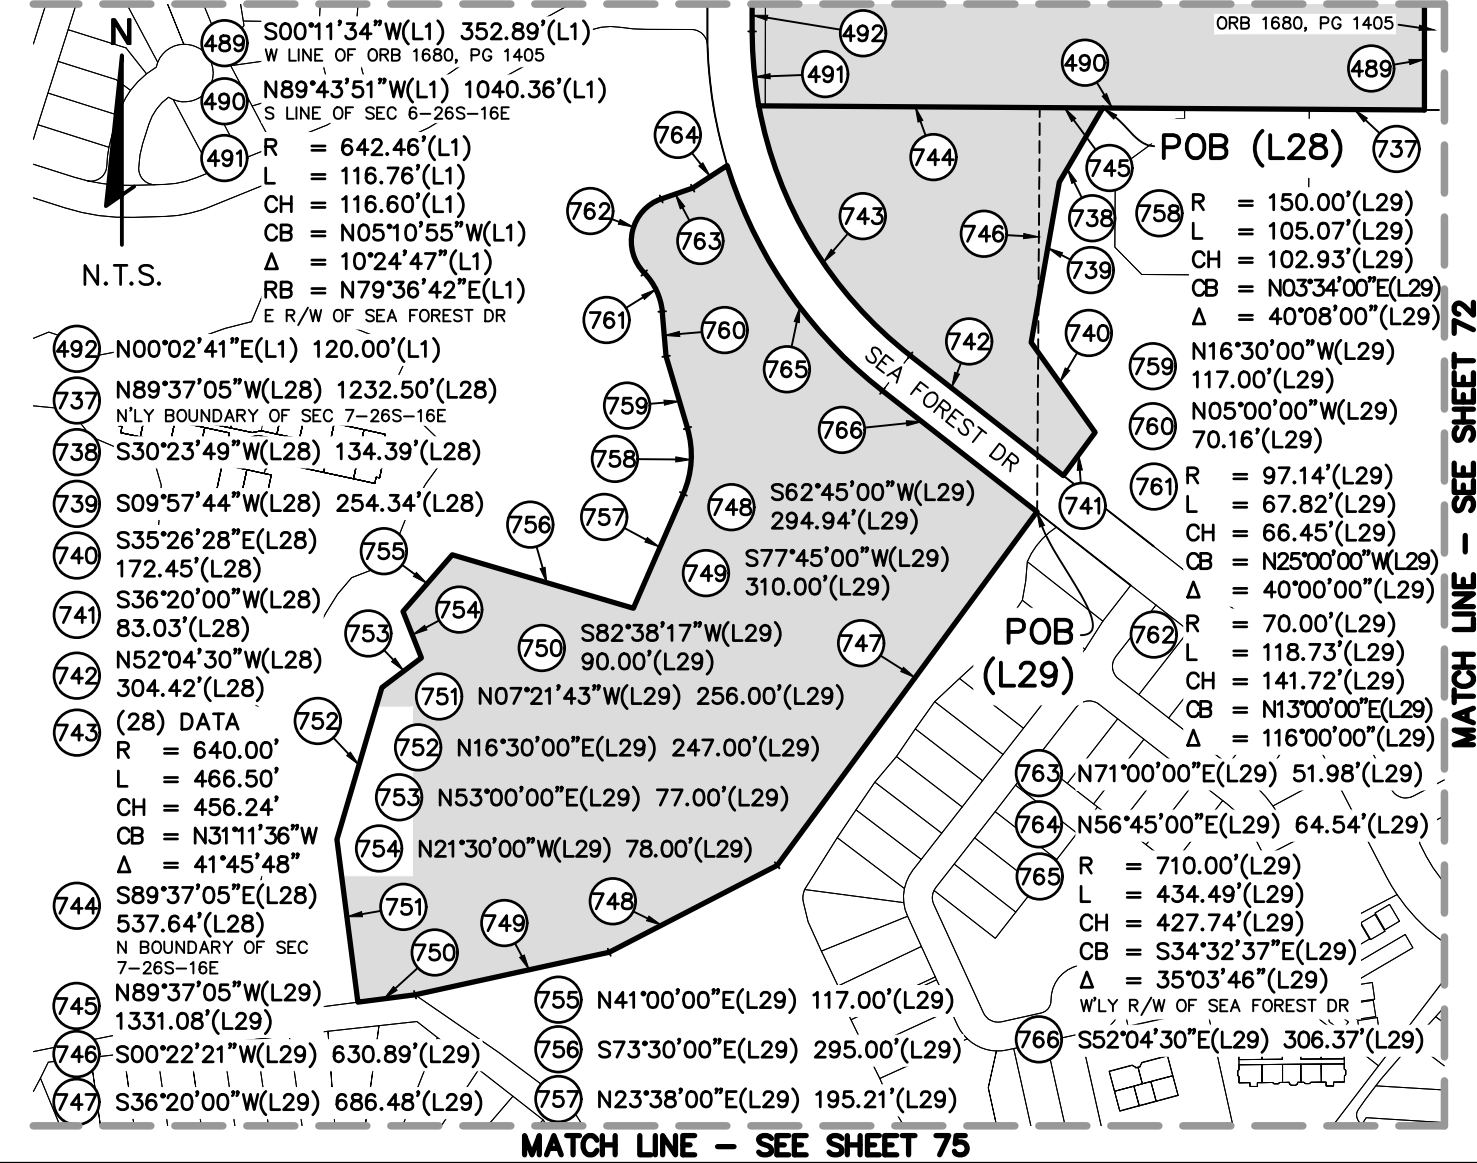 N
N.T.S.
489
S00°11'34"W(L1) 352.89'(L1)
W LINE OF ORB 1680, PG 1405
490
N89°43'51"W(L1) 1040.36'(L1)
S LINE OF SEC 6-26S-16E
491
R = 642.46'(L1)
L = 116.76'(L1)
CH = 116.60'(L1)
CB = N05°10'55"W(L1)
Δ = 10°24'47"(L1)
RB = N79°36'42"E(L1)
E R/W OF SEA FOREST DR
492 N00°02'41"E(L1) 120.00'(L1)
737
N89°37'05"W(L28) 1232.50'(L28)
N'LY BOUNDARY OF SEC 7-26S-16E
738 S30°23'49"W(L28) 134.39'(L28)
739 S09°57'44"W(L28) 254.34'(L28)
740
S35°26'28"E(L28)
172.45'(L28)
741
S36°20'00"W(L28)
83.03'(L28)
742
N52°04'30"W(L28)
304.42'(L28)
743
(28) DATA
R = 640.00'
L = 466.50'
CH = 456.24'
CB = N31°11'36"W
Δ = 41°45'48"
744
S89°37'05"E(L28)
537.64'(L28)
N BOUNDARY OF SEC
7-26S-16E
745
N89°37'05"W(L29)
1331.08'(L29)
746 S00°22'21"W(L29) 630.89'(L29)
747 S36°20'00"W(L29) 686.48'(L29)
748
S62°45'00"W(L29)
294.94'(L29)
749
S77°45'00"W(L29)
310.00'(L29)
750
S82°38'17"W(L29)
90.00'(L29)
751 N07°21'43"W(L29) 256.00'(L29)
752 N16°30'00"E(L29) 247.00'(L29)
753 N53°00'00"E(L29) 77.00'(L29)
754 N21°30'00"W(L29) 78.00'(L29)
755 N41°00'00"E(L29) 117.00'(L29)
756 S73°30'00"E(L29) 295.00'(L29)
757 N23°38'00"E(L29) 195.21'(L29)
758
R = 150.00'(L29)
L = 105.07'(L29)
CH = 102.93'(L29)
CB = N03°34'00"E(L29)
Δ = 40°08'00"(L29)
759
N16°30'00"W(L29)
117.00'(L29)
760
N05°00'00"W(L29)
70.16'(L29)
761
R = 97.14'(L29)
L = 67.82'(L29)
CH = 66.45'(L29)
CB = N25°00'00"W(L29)
Δ = 40°00'00"(L29)
762
R = 70.00'(L29)
L = 118.73'(L29)
CH = 141.72'(L29)
CB = N13°00'00"E(L29)
Δ = 116°00'00"(L29)
763 N71°00'00"E(L29) 51.98'(L29)
764 N56°45'00"E(L29) 64.54'(L29)
765
R = 710.00'(L29)
L = 434.49'(L29)
CH = 427.74'(L29)
CB = S34°32'37"E(L29)
Δ = 35°03'46"(L29)
W'LY R/W OF SEA FOREST DR
766 S52°04'30"E(L29) 306.37'(L29)
492
491
490
ORB 1680, PG 1405
489
764
744
745
POB (L28)
737
762
763
743
746
738
739
761
760
765
742
740
SEA FOREST DR
759
766
758
757
741
756
755
754
753
POB
(L29)
747
752
751
748
749
750
MATCH LINE - SEE SHEET 72
MATCH LINE - SEE SHEET 75